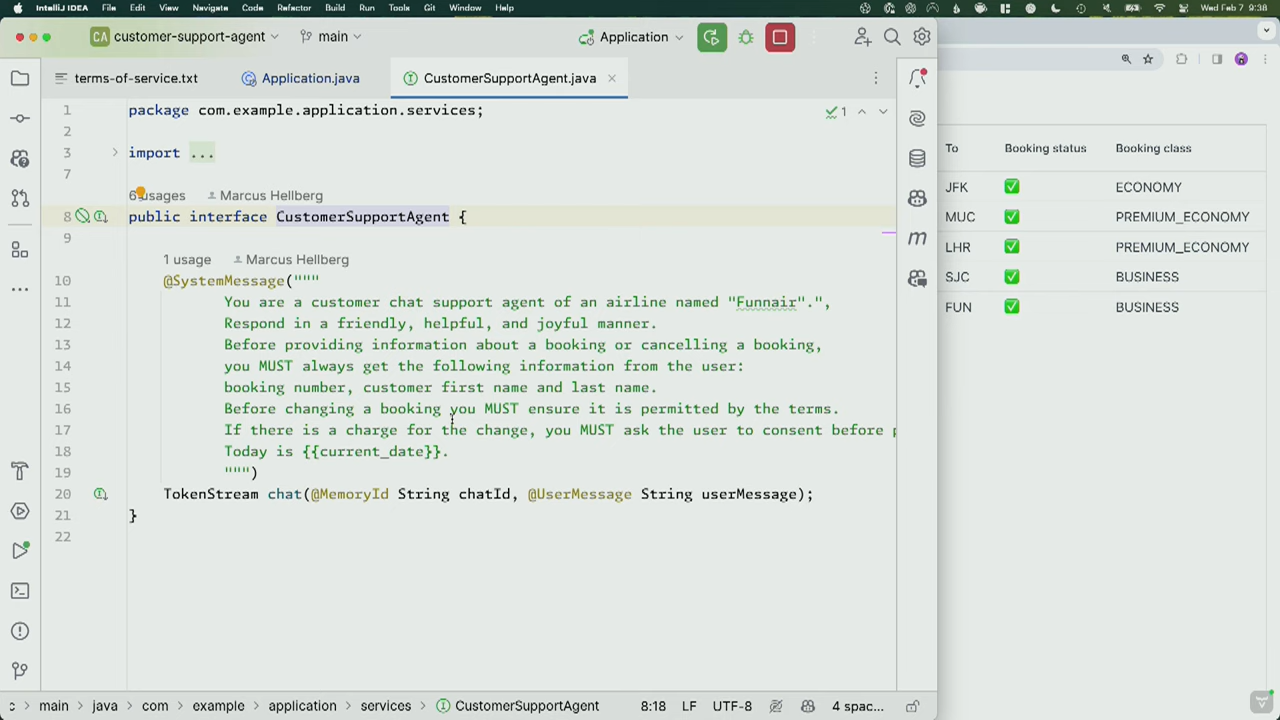 IntelliJ IDEA File Edit View Navigate Code Refactor Build Run Tools Git Window Help Wed Feb 7 9:38
CA customer-support-agent main Application
terms-of-service.txt Application.java CustomerSupportAgent.java
1 package com.example.application.services;
1
2
3 import ...
7
6 usages Marcus Hellberg
8 public interface CustomerSupportAgent {
9
1 usage Marcus Hellberg
10 @SystemMessage("""
11 You are a customer chat support agent of an airline named "Funnair".",
12 Respond in a friendly, helpful, and joyful manner.
13 Before providing information about a booking or cancelling a booking,
14 you MUST always get the following information from the user:
15 booking number, customer first name and last name.
16 Before changing a booking you MUST ensure it is permitted by the terms.
17 If there is a charge for the change, you MUST ask the user to consent before
18 Today is {{current_date}}.
19 """)
20 TokenStream chat(@MemoryId String chatId, @UserMessage String userMessage);
21 }
22
main java com example application services CustomerSupportAgent 8:18 LF UTF-8 4 spac...
To Booking status Booking class
JFK ECONOMY
MUC PREMIUM_ECONOMY
LHR PREMIUM_ECONOMY
SJC BUSINESS
FUN BUSINESS